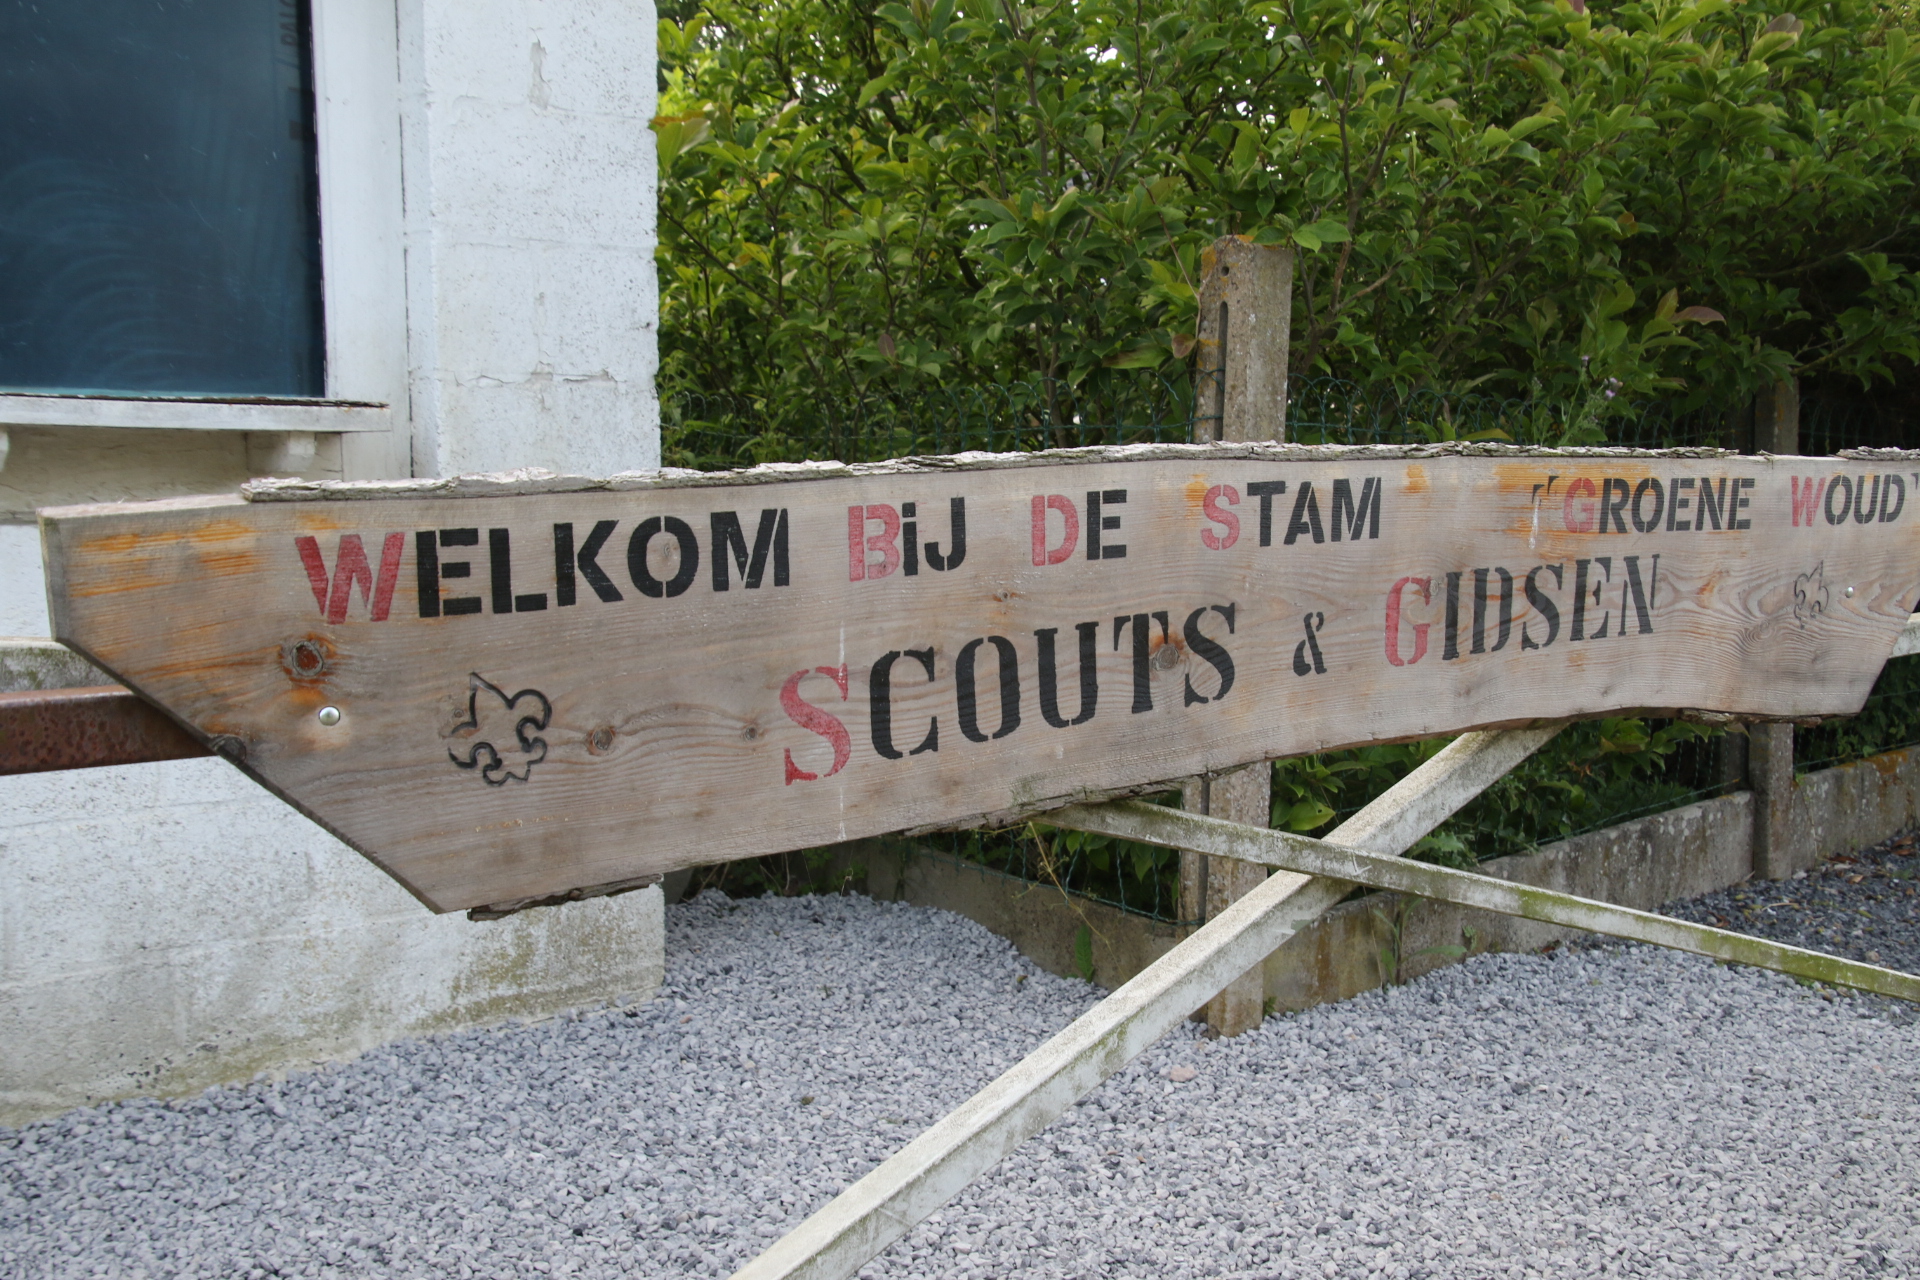 WELKOM BiJ DE STAM "GROENE WOUD"
SCOUTS & GIDSEN